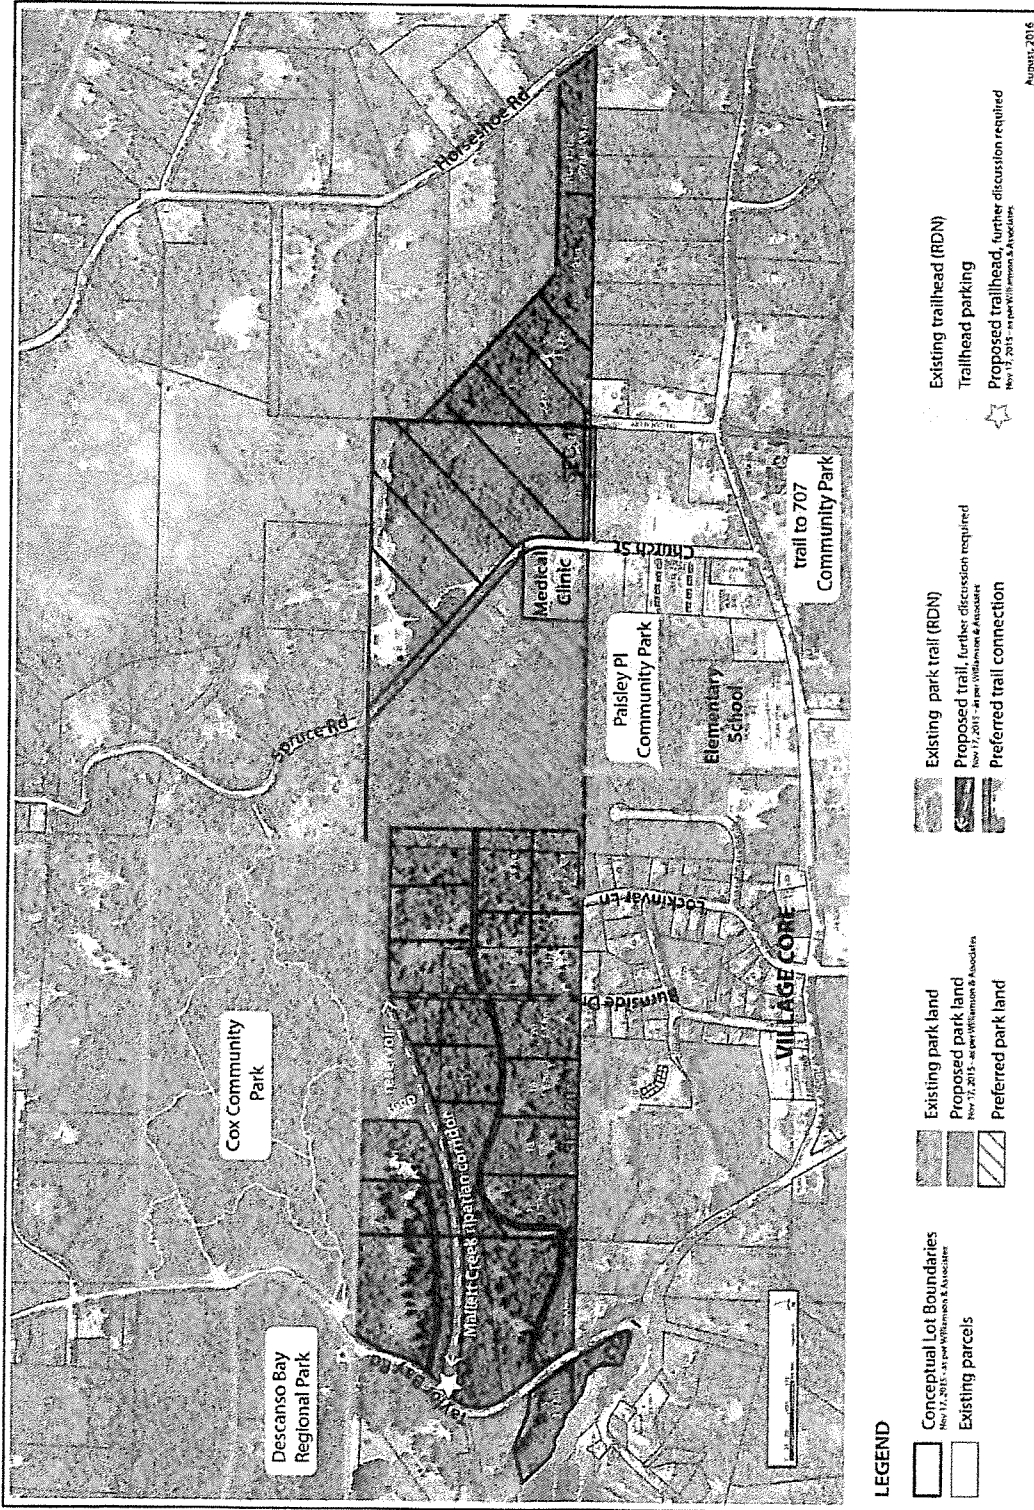 Horseshoe Rd
Spruce Rd
Cox Community
Park
Descanso Bay
Regional Park
Taylor Bay Rd
reservoir
loop
Mallett Creek riparian corridor
Medical
Clinic
Church St
Paisley Pl
Community Park
Elementary
School
Lockinvar Ln
Burnside Dr
VILLAGE CORE
trail to 707
Community Park
LEGEND
Conceptual Lot Boundaries
Nov 17, 2015 - as per Williamson & Associates
Existing parcels
Existing park land
Proposed park land
Nov 17, 2015 - as per Williamson & Associates
Preferred park land
Existing park trail (RDN)
Proposed trail, further discussion required
Nov 17, 2015 - as per Williamson & Associates
Preferred trail connection
Existing trailhead (RDN)
Trailhead parking
Proposed trailhead, further discussion required
Nov 17, 2015 - as per Williamson & Associates
August, 2016